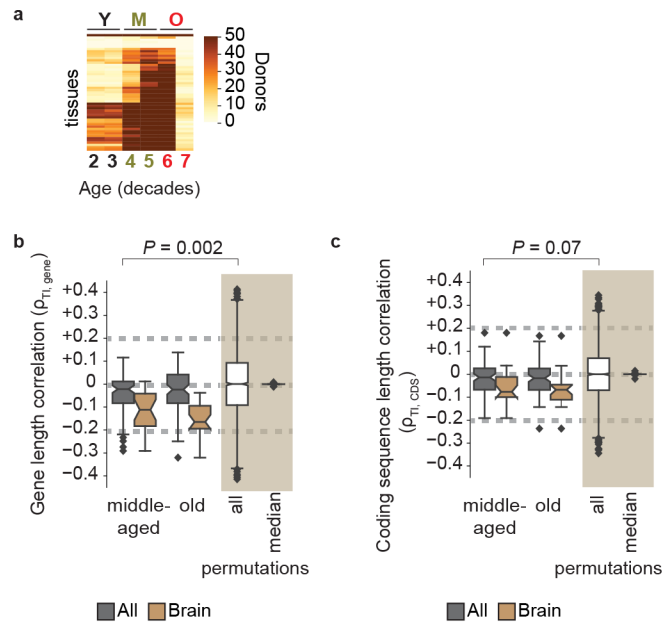 a
Y M O
tissues
50
40
30
20
10
0
Donors
2 3 4 5 6 7
Age (decades)
b
P = 0.002
Gene length correlation (ρTI, gene)
+0.4
+0.3
+0.2
+0.1
0
−0.1
−0.2
−0.3
−0.4
middle-aged
old
all
median
permutations
All Brain
c
P = 0.07
Coding sequence length correlation
(ρTI, CDS)
+0.4
+0.3
+0.2
+0.1
0
−0.1
−0.2
−0.3
−0.4
middle-aged
old
all
median
permutations
All Brain